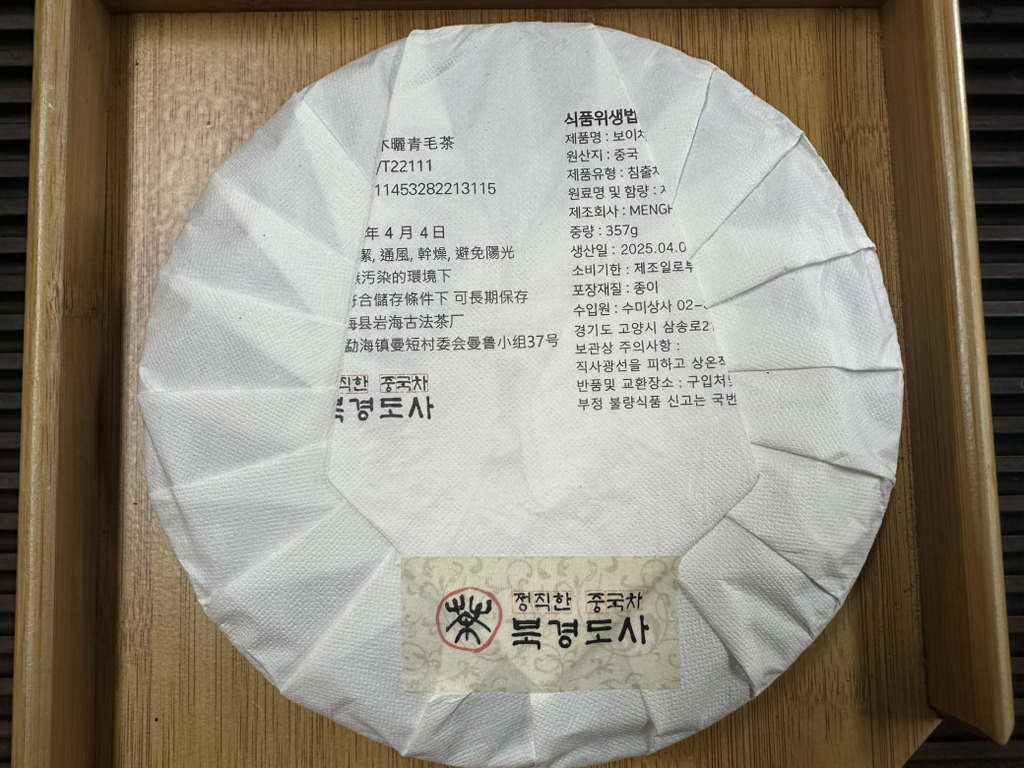 木曬青毛茶
/T22111
11453282213115
年 4 月 4 日
潔, 通風, 幹燥, 避免陽光
汚染的環境下
符合儲存條件下 可長期保存
海县岩海古法茶厂
勐海镇曼短村委会曼鲁小组37号
직한 중국차
북경도사
식품위생법
제품명 : 보이차
원산지 : 중국
제품유형 : 침출차
원료명 및 함량 :
제조회사 : MENGH
중량 : 357g
생산일 : 2025.04.0
소비기한 : 제조일로부
포장재질 : 종이
수입원 : 수미상사 02-
경기도 고양시 삼송로2
보관상 주의사항 :
직사광선을 피하고 상온
반품및 교환장소 : 구입처
부정 불량식품 신고는 국번
茶
정직한 중국차
북경도사